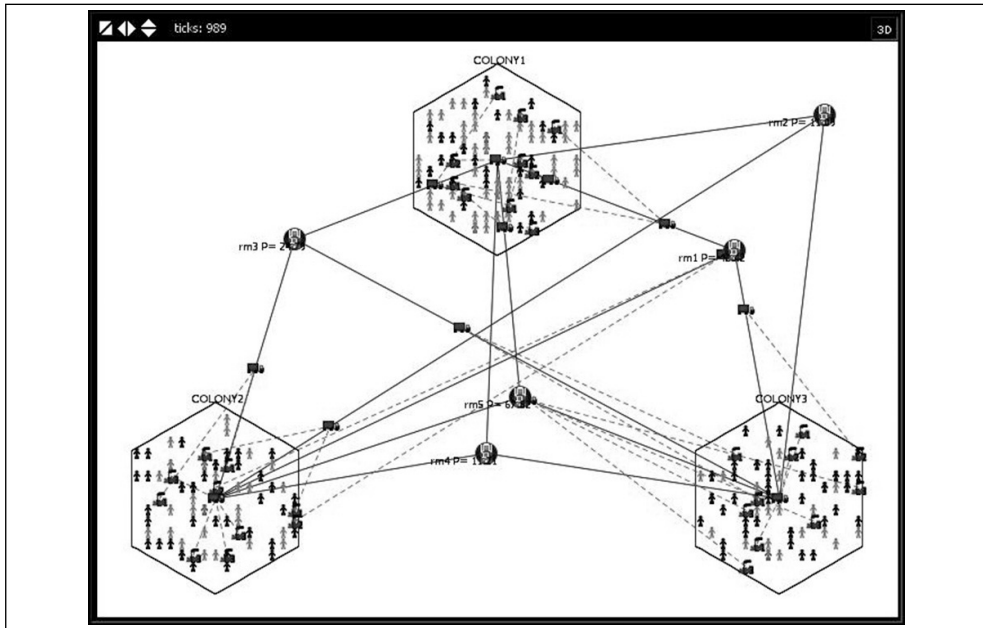 ticks: 989
3D
COLONY1
rm2 P=
rm3 P=
rm1 P=
COLONY2
COLONY3
rm5 P=
rm4 P=